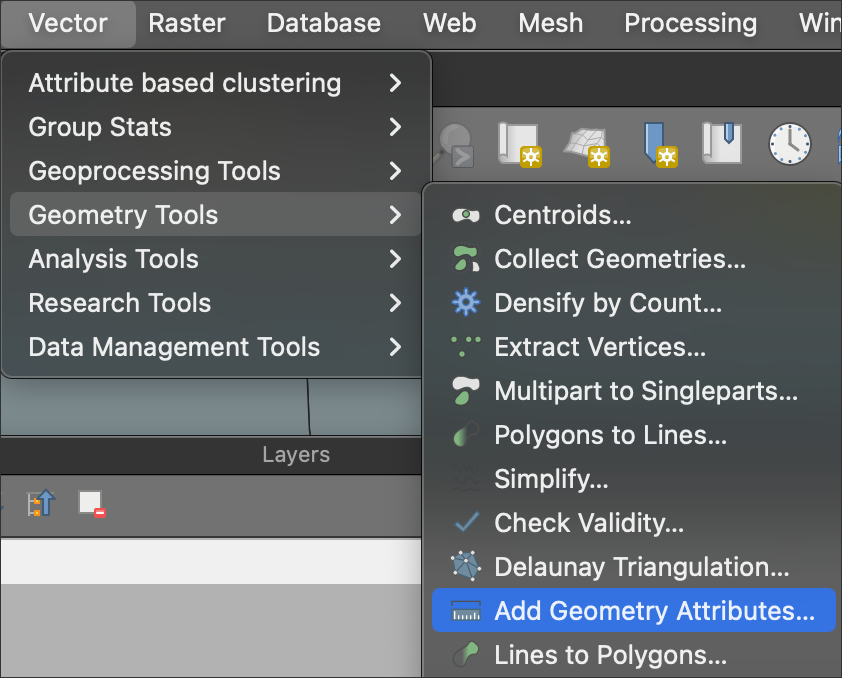 Vector Raster Database Web Mesh Processing Win
Attribute based clustering
Group Stats
Geoprocessing Tools
Geometry Tools
Analysis Tools
Research Tools
Data Management Tools
Centroids...
Collect Geometries...
Densify by Count...
Extract Vertices...
Multipart to Singleparts...
Polygons to Lines...
Simplify...
Check Validity...
Delaunay Triangulation...
Add Geometry Attributes...
Lines to Polygons...
Layers